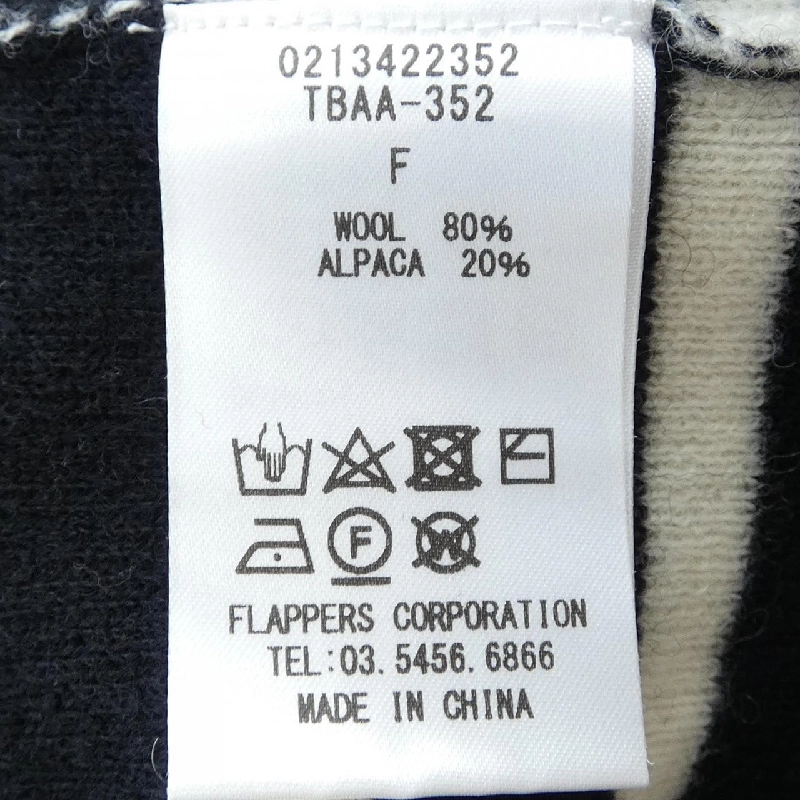 0213422352
TBAA-352
F
WOOL 80%
ALPACA 20%
F W
FLAPPERS CORPORATION
TEL:03.5456.6866
MADE IN CHINA